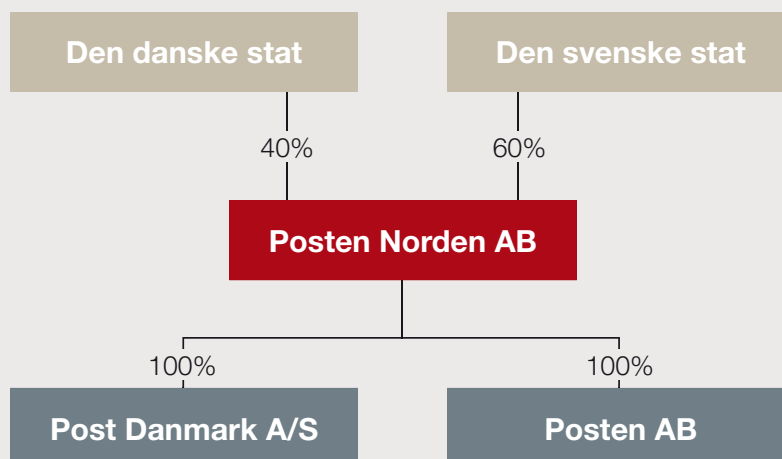 Den danske stat
Den svenske stat
40%
60%
Posten Norden AB
100%
100%
Post Danmark A/S
Posten AB